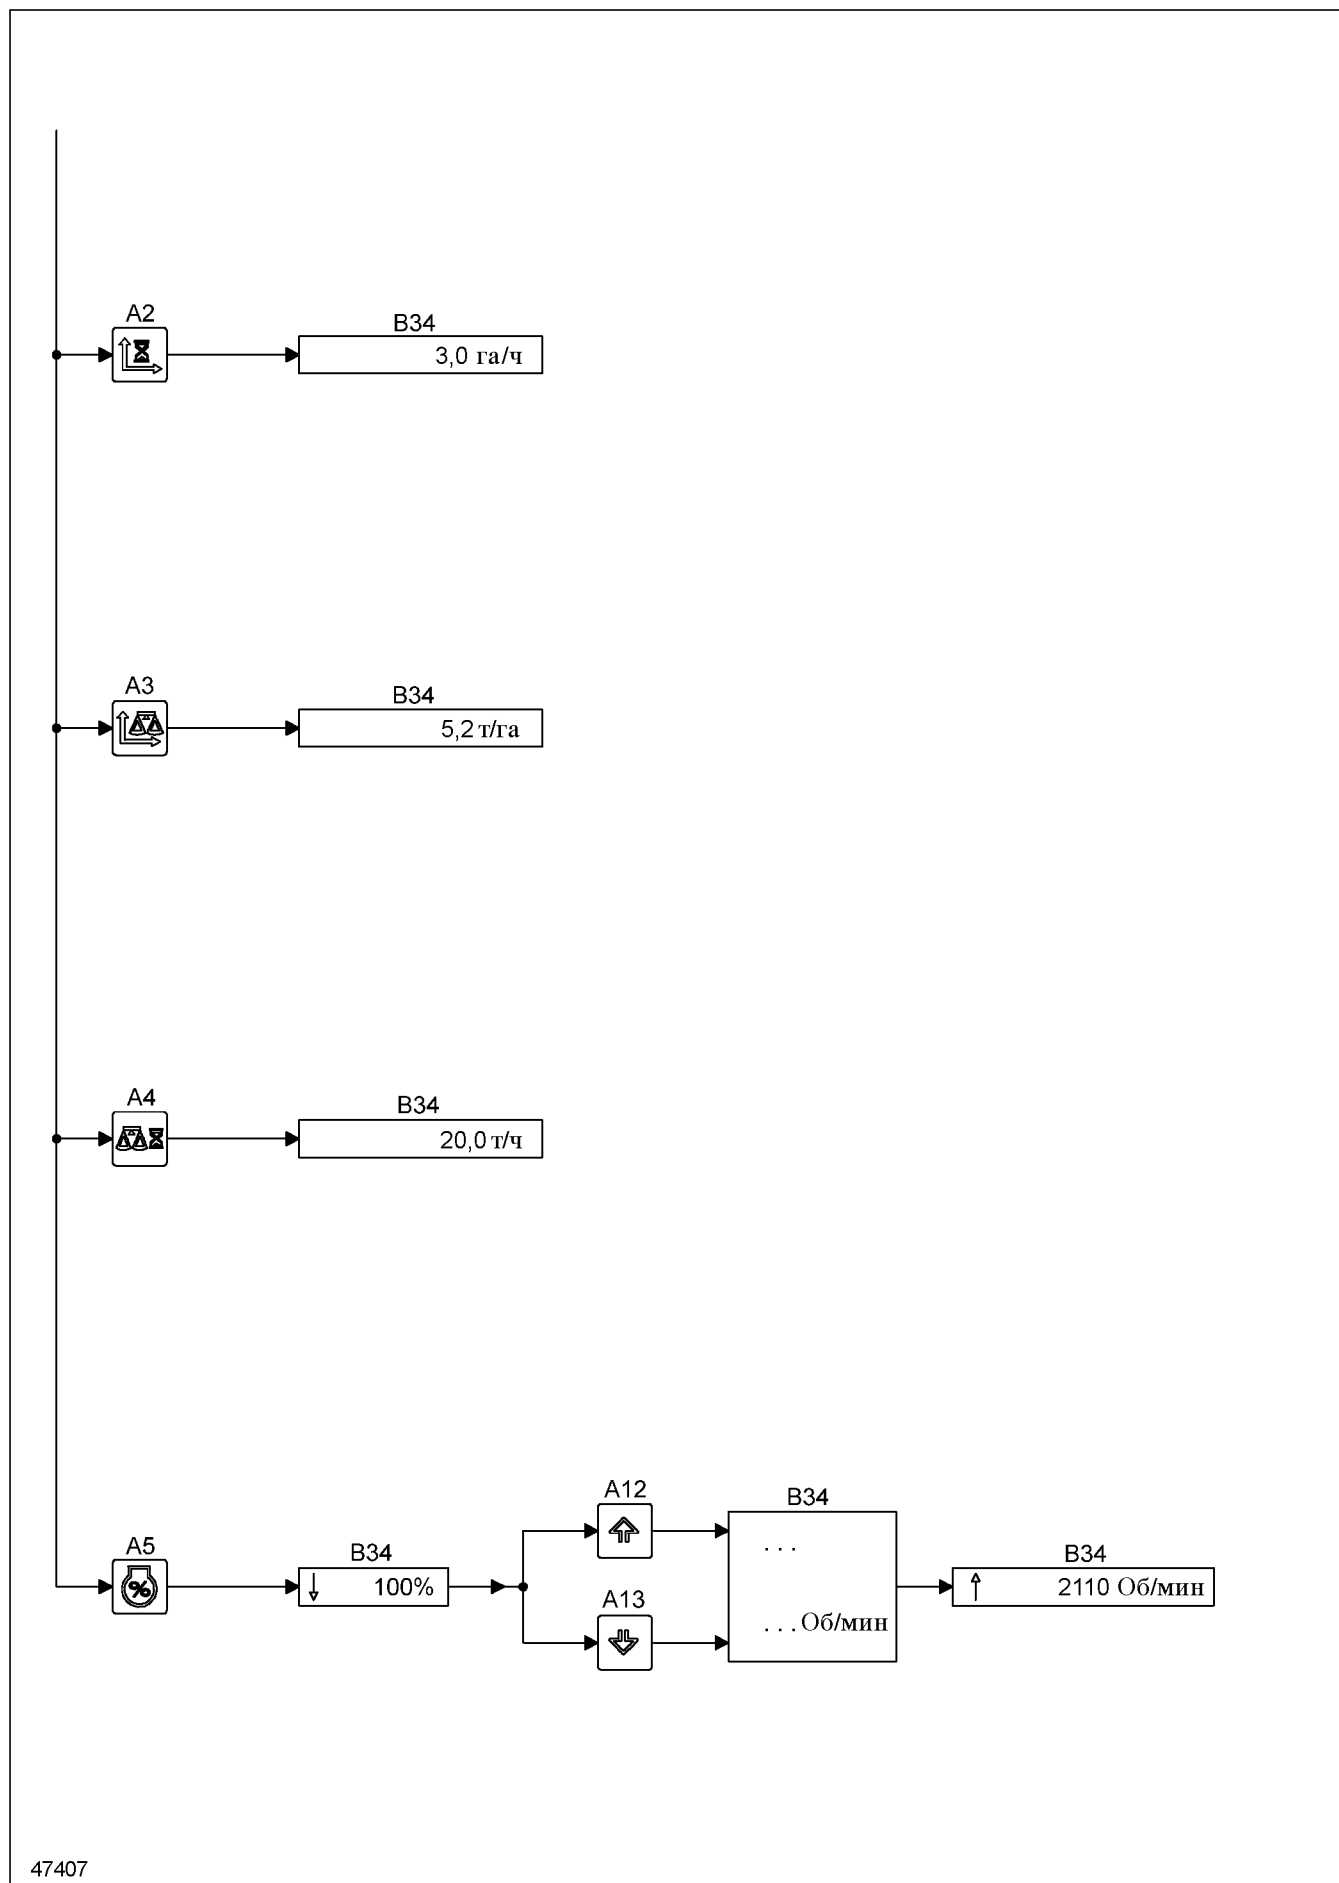 A2
B34
3,0 га/ч
A3
B34
5,2 т/га
A4
B34
20,0 т/ч
A5
%
B34
100%
A12
A13
B34
...
... Об/мин
B34
2110 Об/мин
47407